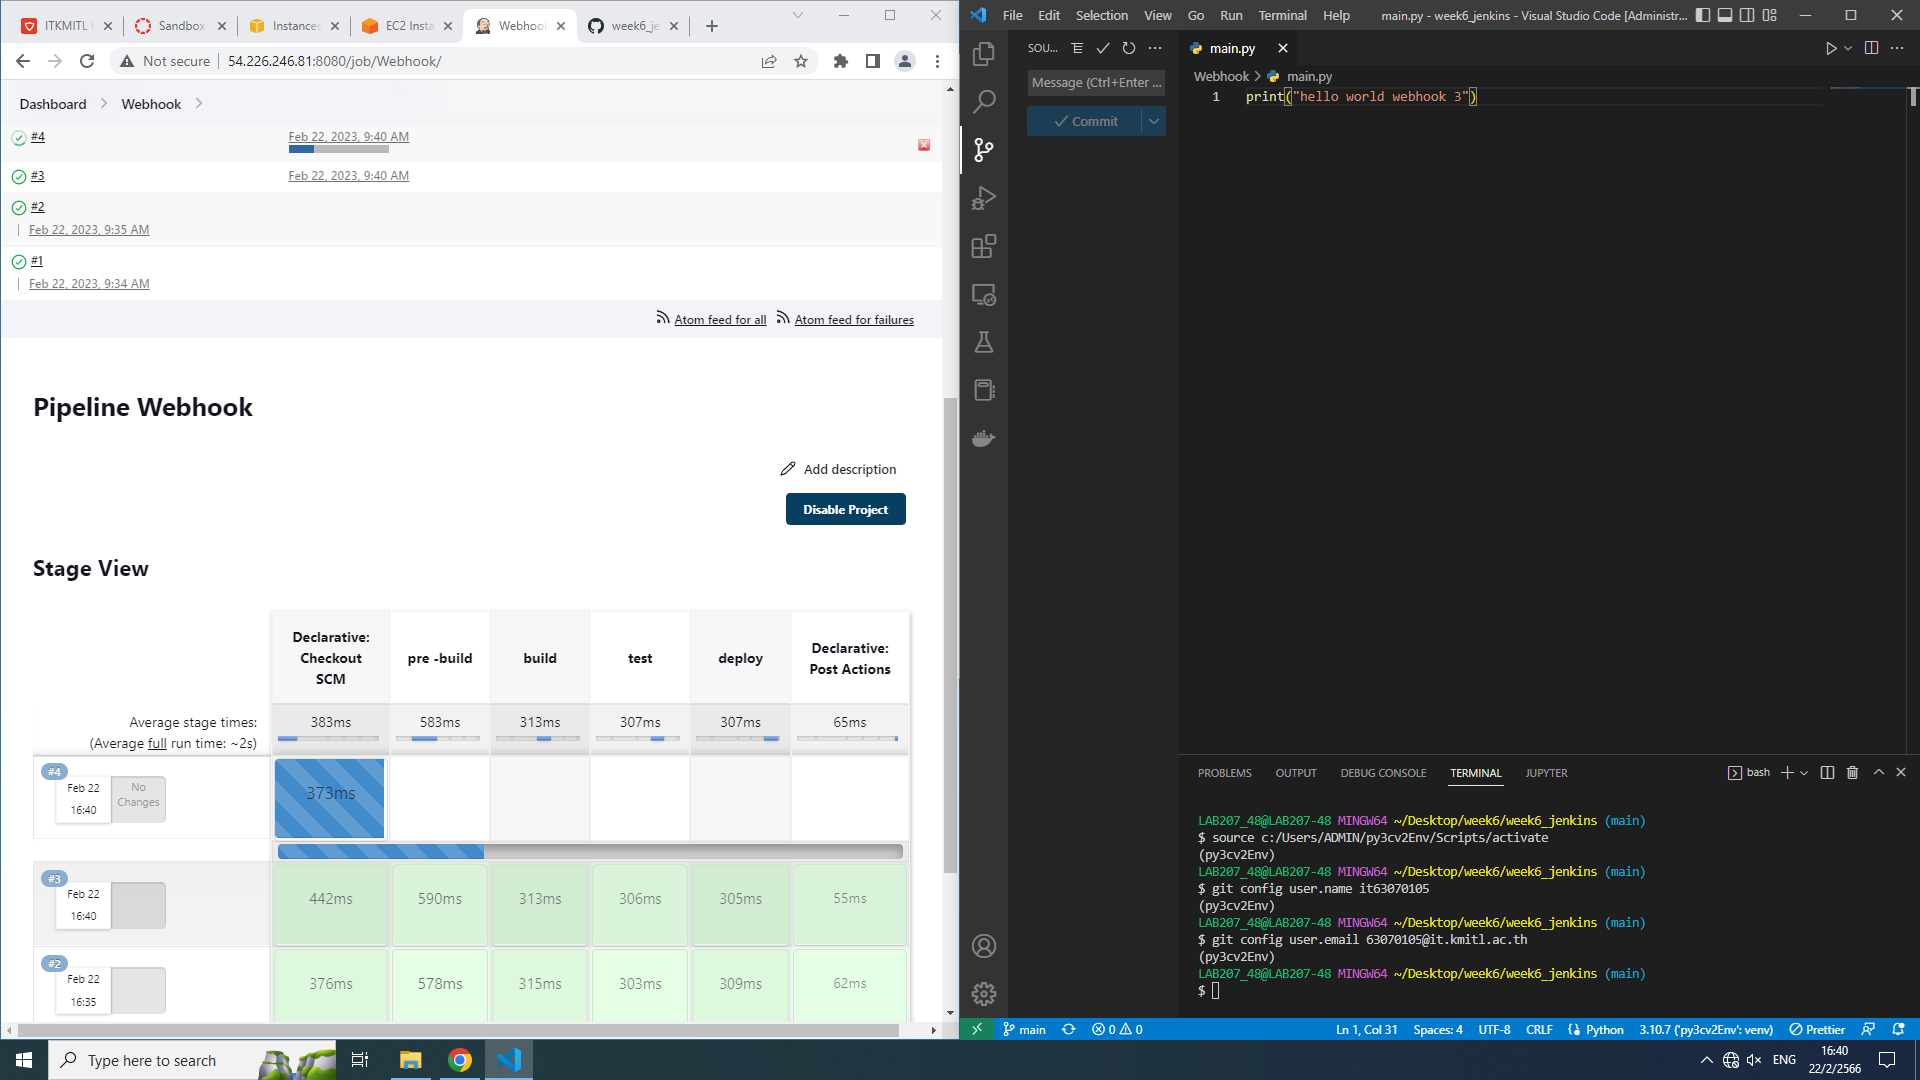 ITKMITL I
Sandbox
Instances
EC2 Insta
Webhook
week6_je
Not secure
54.226.246.81:8080/job/Webhook/
Dashboard
Webhook
#4
Feb 22, 2023, 9:40 AM
#3
Feb 22, 2023, 9:40 AM
#2
Feb 22, 2023, 9:35 AM
#1
Feb 22, 2023, 9:34 AM
Atom feed for all
Atom feed for failures
Pipeline Webhook
Add description
Disable Project
Stage View
Declarative: Checkout SCM
pre -build
build
test
deploy
Declarative: Post Actions
Average stage times:
(Average full run time: ~2s)
383ms
583ms
313ms
307ms
307ms
65ms
#4
Feb 22
16:40
No Changes
373ms
#3
Feb 22
16:40
442ms
590ms
313ms
306ms
305ms
55ms
#2
Feb 22
16:35
376ms
578ms
315ms
303ms
309ms
62ms
File Edit Selection View Go Run Terminal Help
main.py - week6_jenkins - Visual Studio Code [Administr...
SOU...
Message (Ctrl+Enter ...
Commit
main.py
Webhook > main.py
1 print("hello world webhook 3")
PROBLEMS OUTPUT DEBUG CONSOLE TERMINAL JUPYTER
bash
LAB207_48@LAB207-48 MINGW64 ~/Desktop/week6/week6_jenkins (main)
$ source c:/Users/ADMIN/py3cv2Env/Scripts/activate
(py3cv2Env)
LAB207_48@LAB207-48 MINGW64 ~/Desktop/week6/week6_jenkins (main)
$ git config user.name it63070105
(py3cv2Env)
LAB207_48@LAB207-48 MINGW64 ~/Desktop/week6/week6_jenkins (main)
$ git config user.email 63070105@it.kmitl.ac.th
(py3cv2Env)
LAB207_48@LAB207-48 MINGW64 ~/Desktop/week6/week6_jenkins (main)
$
main
0
0
Ln 1, Col 31
Spaces: 4
UTF-8
CRLF
Python
3.10.7 ('py3cv2Env': venv)
Prettier
Type here to search
ENG
16:40
22/2/2566